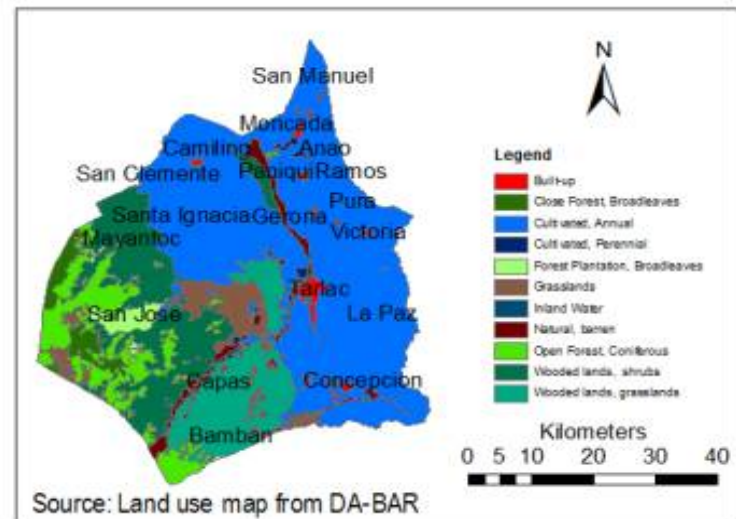 N
San Manuel
Moncada
Camiling Anao
San Clemente Paniqui Ramos
Pura
Santa Ignacia Gerona
Victoria
Mayantoc
Tarlac
San Jose La Paz
Capas Concepcion
Bamban
Legend
Built-up
Close Forest, Broadleaves
Cultivated, Annual
Cultivated, Perennial
Forest Plantation, Broadleaves
Grasslands
Inland Water
Natural, barren
Open Forest, Coniferous
Wooded lands, shrubs
Wooded lands, grasslands
Kilometers
0 5 10 20 30 40
Source: Land use map from DA-BAR